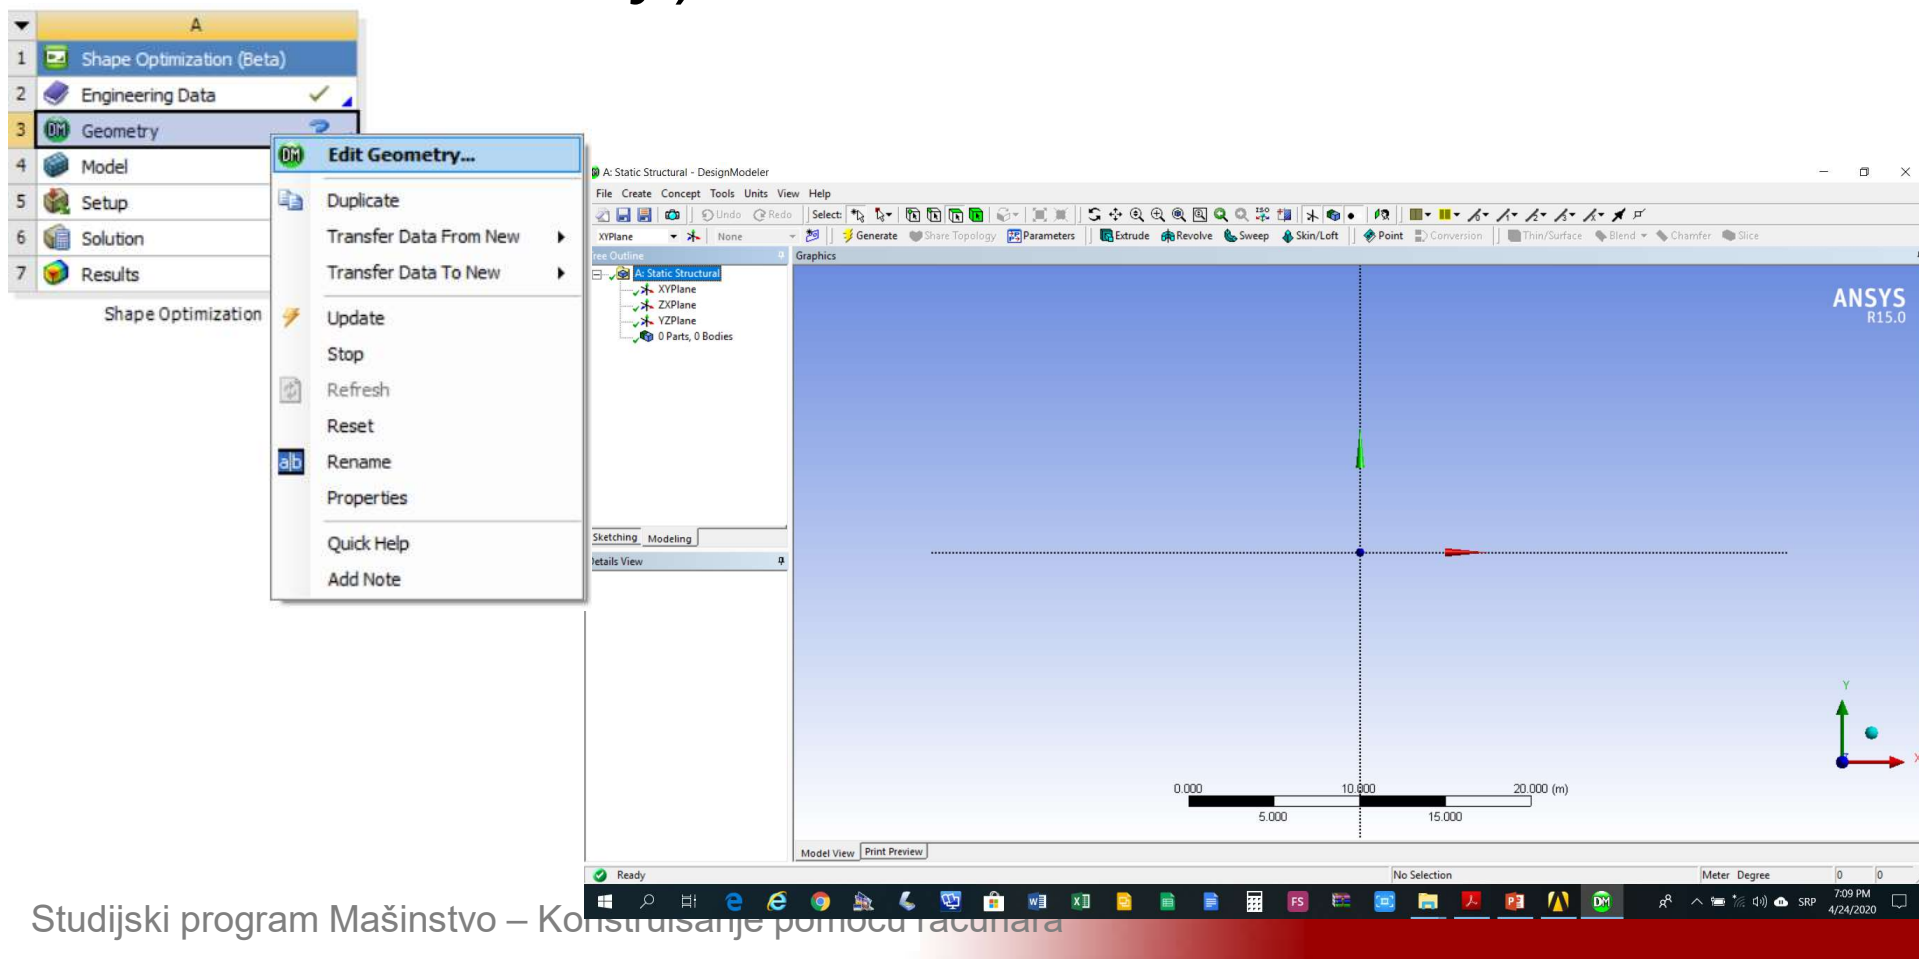 A
1 Shape Optimization (Beta)
2 Engineering Data
3 Geometry
4 Model
5 Setup
6 Solution
7 Results
Shape Optimization
Edit Geometry...
Duplicate
Transfer Data From New
Transfer Data To New
Update
Stop
Refresh
Reset
Rename
Properties
Quick Help
Add Note
A: Static Structural - DesignModeler
File Create Concept Tools Units View Help
Undo Redo Select:
XYPlane None Generate Share Topology Parameters Extrude Revolve Sweep Skin/Loft Point Conversion Thin/Surface Blend Chamfer Slice
Tree Outline Graphics
A: Static Structural
XYPlane
ZXPlane
YZPlane
0 Parts, 0 Bodies
Sketching Modeling
Details View
ANSYS
R15.0
Y
X
0.000 10.000 20.000 (m)
5.000 15.000
Model View Print Preview
Ready No Selection Meter Degree 0 0
SRP 7:09 PM
4/24/2020
Studijski program Mašinstvo – Konstruisanje pomoću računara